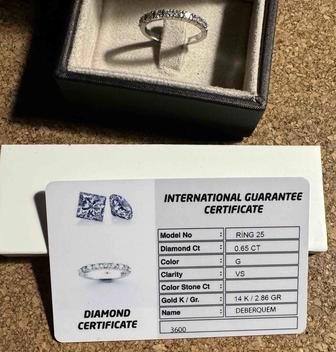 INTERNATIONAL GUARANTEE
CERTIFICATE
Model No : RING 25
Diamond Ct : 0.65 CT
Color : G
Clarity : VS
Color Stone Ct :
Gold K / Gr. : 14 K / 2.86 GR
Name : DEBERQUEM
3600
DIAMOND
CERTIFICATE